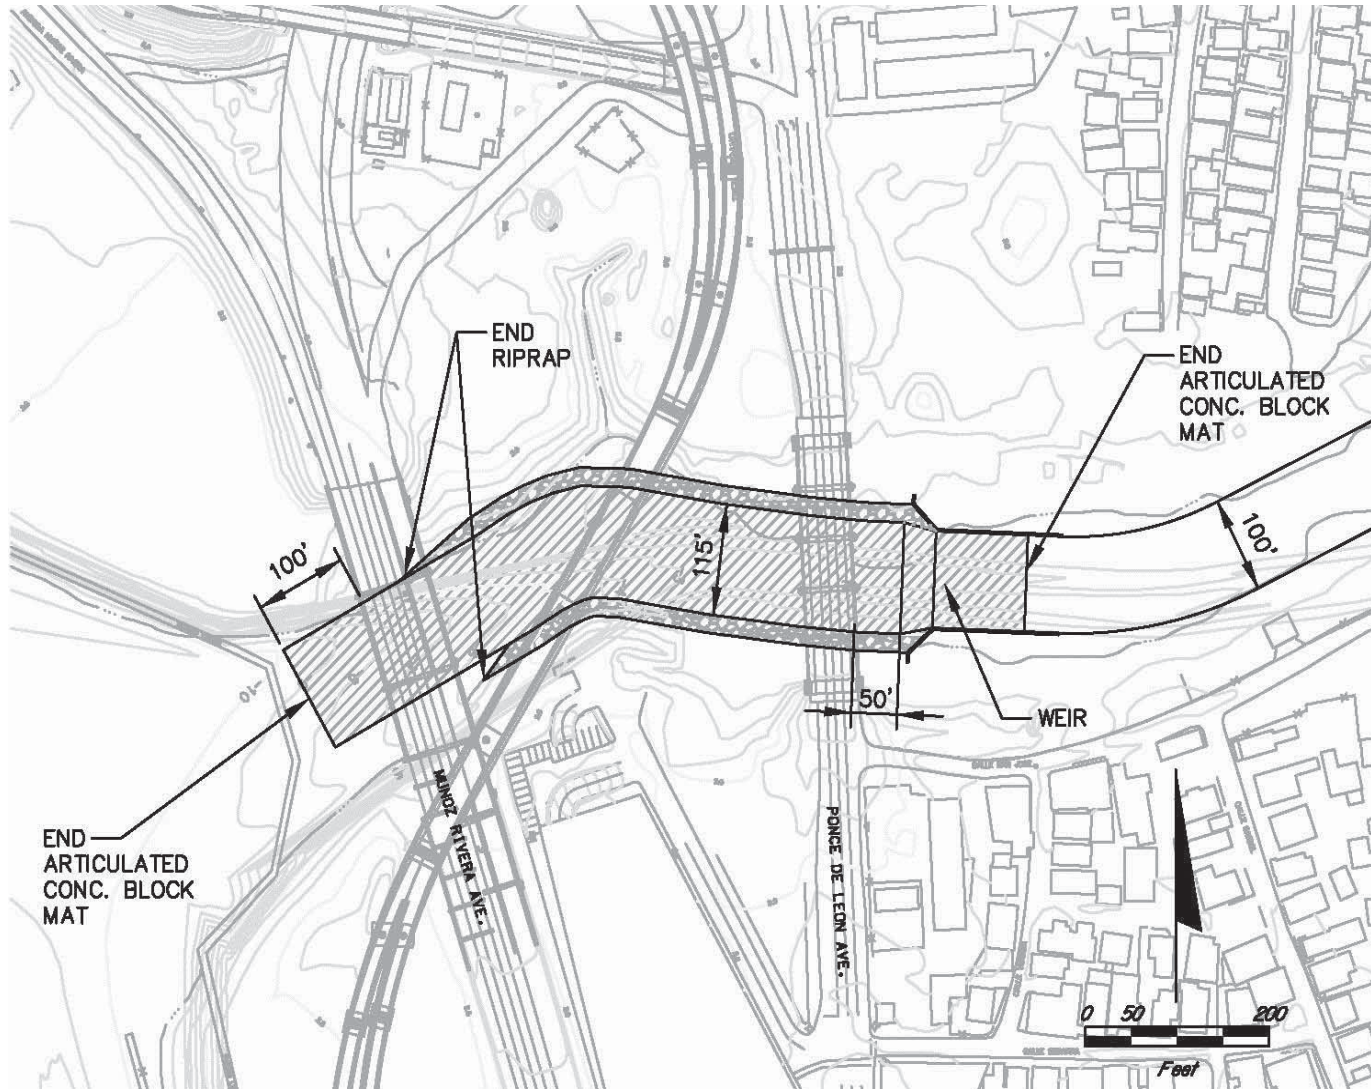 END
RIPRAP
END
ARTICULATED
CONC. BLOCK
MAT
100'
115'
100'
50'
WEIR
-10
END
ARTICULATED
CONC. BLOCK
MAT
MUNOZ RIVERA AVE.
PONCE DE LEON AVE.
0 50 200
Feet